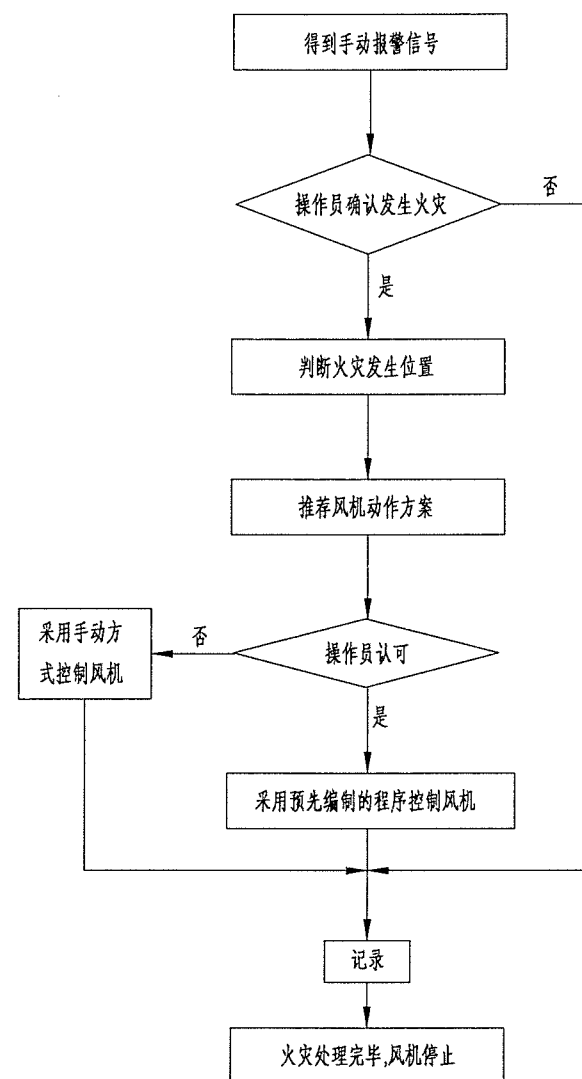 得到手动报警信号
操作员确认发生火灾
否
是
判断火灾发生位置
推荐风机动作方案
采用手动方
式控制风机
否
操作员认可
是
采用预先编制的程序控制风机
记录
火灾处理完毕,风机停止